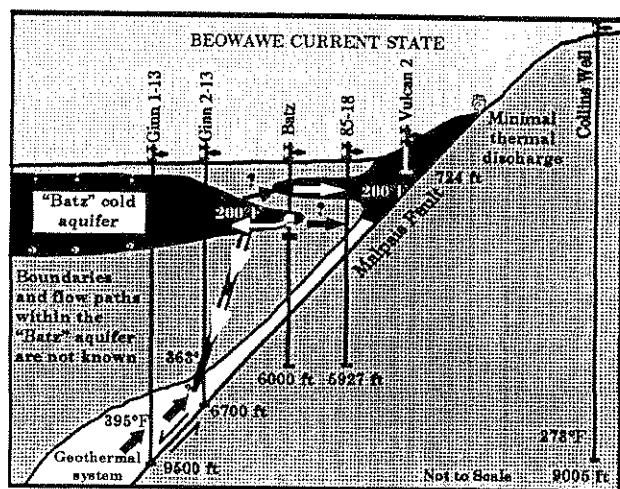 BEOWAWE CURRENT STATE
Ginn 1-13
Ginn 2-13
Batz
85-18
Vulcan 2
Collins Well
Minimal
thermal
discharge
"Batz" cold
aquifer
200°F
?
?
200°F
724 ft
Malpais Fault
Boundaries
and flow paths
within the
"Batz" aquifer
are not known
363°
6000 ft
5927 ft
395°F
6700 ft
Geothermal
system
9500 ft
273°F
Not to Scale
9005 ft